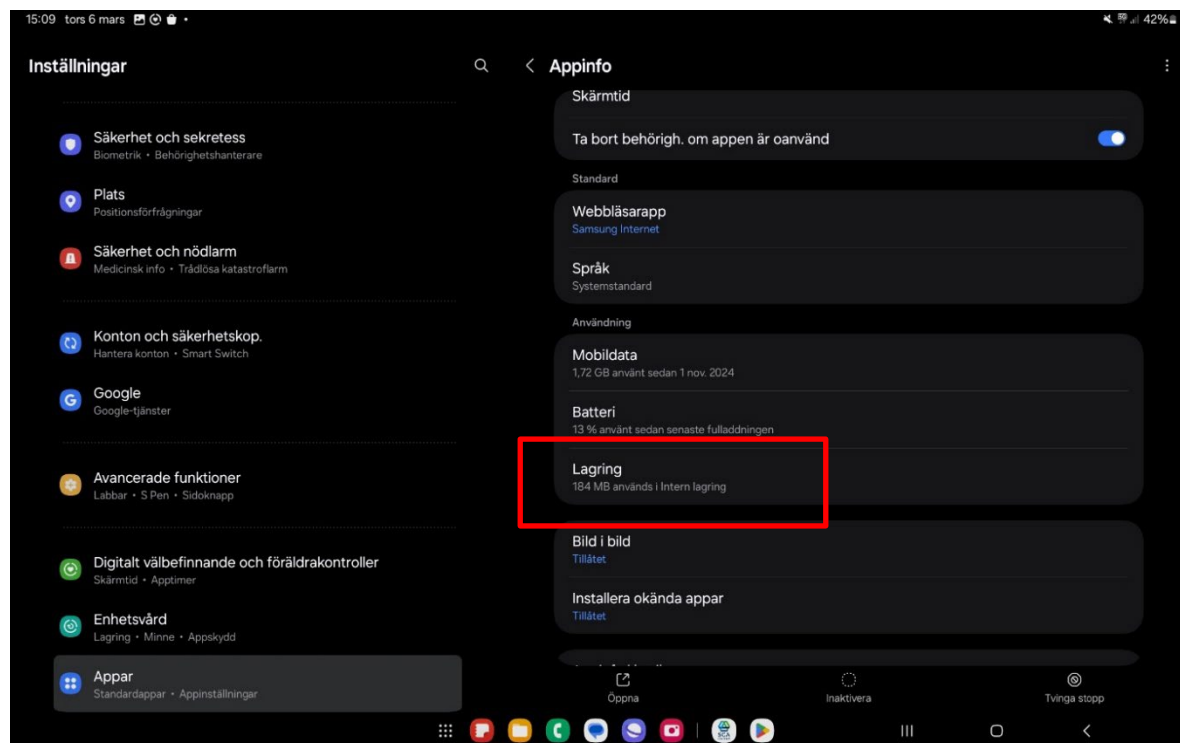 15:09 tors 6 mars
42%
Inställningar
Säkerhet och sekretess
Biometrik • Behörighetshanterare
Plats
Positionsförfrågningar
Säkerhet och nödlarm
Medicinsk info • Trådlösa katastroflarm
Konton och säkerhetskop.
Hantera konton • Smart Switch
Google
Google-tjänster
Avancerade funktioner
Labbar • S Pen • Sidoknapp
Digitalt välbefinnande och föräldrakontroller
Skärmtid • Apptimer
Enhetsvård
Lagring • Minne • Appskydd
Appar
Standardappar • Appinställningar
Appinfo
Skärmtid
Ta bort behörigh. om appen är oanvänd
Standard
Webbläsarapp
Samsung Internet
Språk
Systemstandard
Användning
Mobildata
1,72 GB använt sedan 1 nov. 2024
Batteri
13 % använt sedan senaste fulladdningen
Lagring
184 MB används i Intern lagring
Bild i bild
Tillåtet
Installera okända appar
Tillåtet
Öppna
Inaktivera
Tvinga stopp
SGA